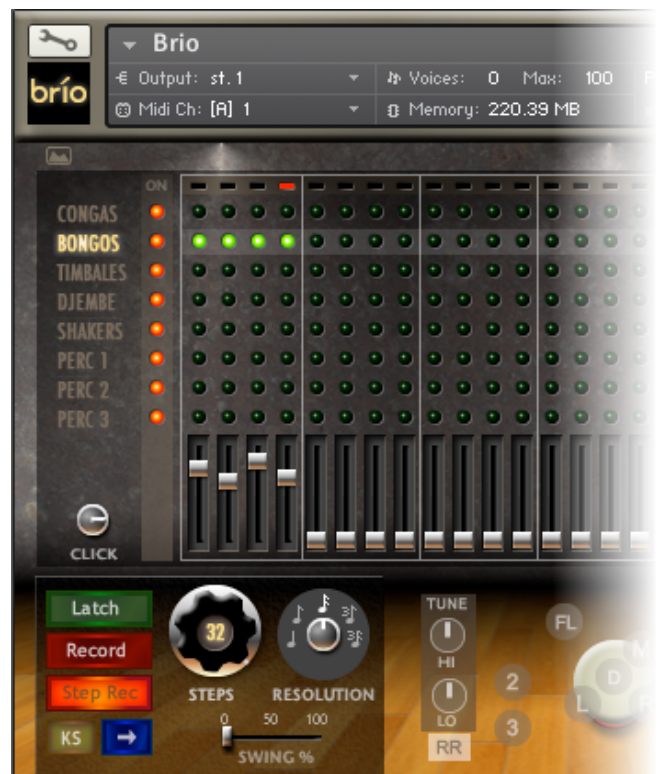 Brio
brío
Output: st. 1
Voices: 0 Max: 100
Midi Ch: [A] 1
Memory: 220.39 MB
ON
CONGAS
BONGOS
TIMBALES
DJEMBE
SHAKERS
PERC 1
PERC 2
PERC 3
CLICK
Latch
Record
Step Rec
KS
32
STEPS
RESOLUTION
0 50 100
SWING %
TUNE
HI
LO
RR
2
3
FL
M
D
L
R